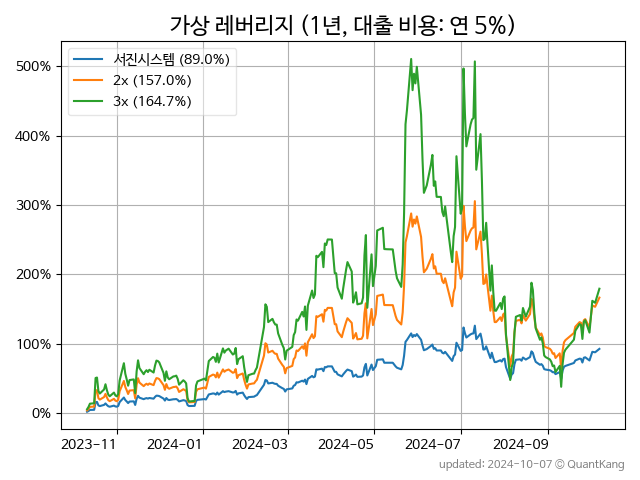 가상 레버리지 (1년, 대출 비용: 연 5%)
서진시스템 (89.0%)
2x (157.0%)
3x (164.7%)
500%
400%
300%
200%
100%
0%
2023-11 2024-01 2024-03 2024-05 2024-07 2024-09
updated: 2024-10-07 © QuantKang